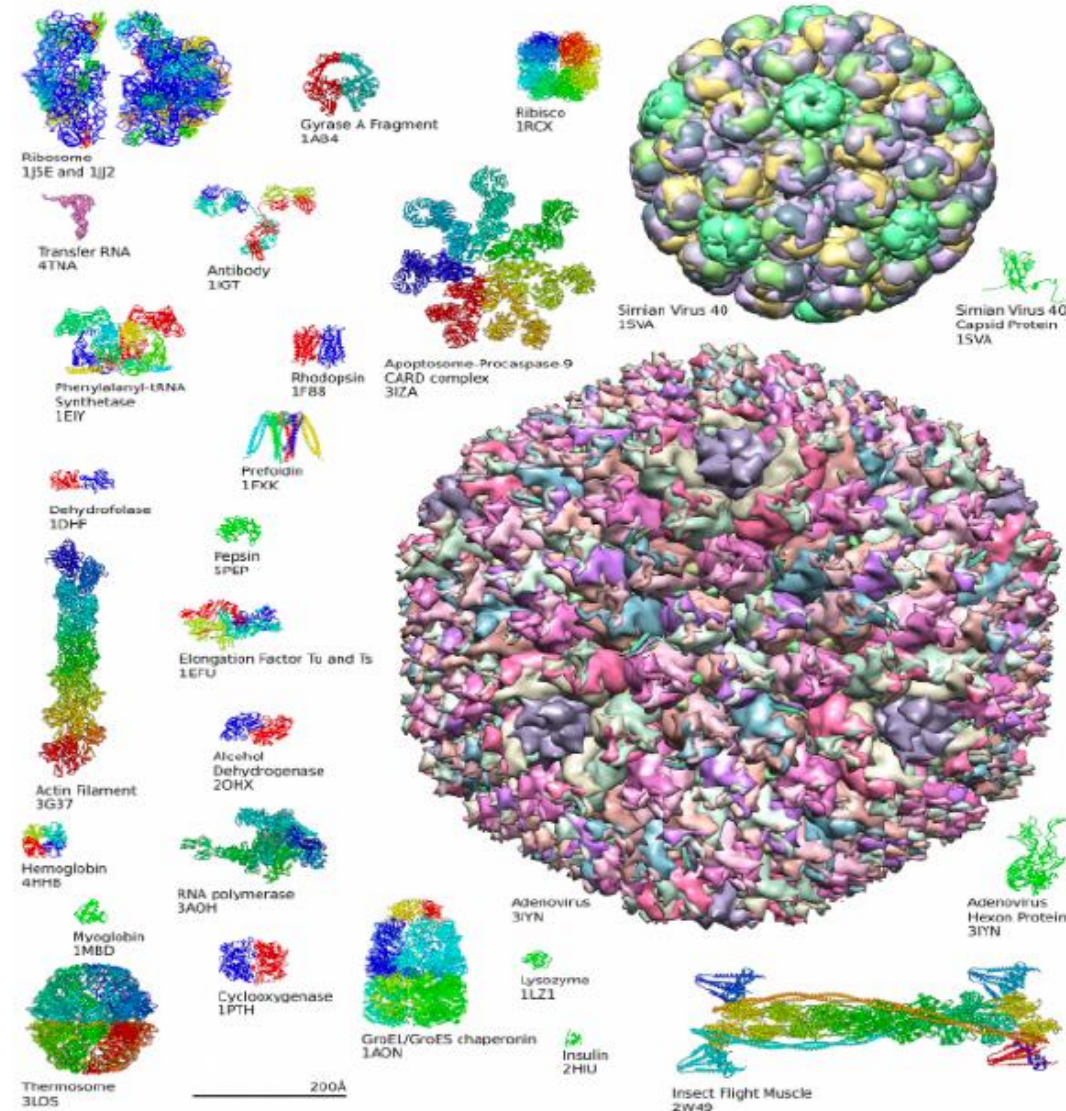 Ribosome
1J5E and 1JJ2
Gyrase A Fragment
1AB4
Ribisco
1RCX
Transfer RNA
4TNA
Antibody
1IGT
Apoptosome-Procaspase-9
CARD complex
3IZA
Simian Virus 40
1SVA
Simian Virus 40
Capsid Protein
1SVA
Phenylalanyl-tRNA
Synthetase
1EIY
Rhodopsin
1F88
Prefoldin
1FXK
Dehydrofolase
1DHF
Pepsin
5PEP
Elongation Factor Tu and Ts
1EFU
Alcohol
Dehydrogenase
2OHX
Actin Filament
3G37
Hemoglobin
4HHB
RNA polymerase
3AOH
Adenovirus
3IYN
Adenovirus
Hexon Protein
3IYN
Myoglobin
1MBD
Cyclooxygenase
1PTH
Lysozyme
1LZ1
GroEL/GroES chaperonin
1AON
Insulin
2HIU
Thermosome
3LOS
200Å
Insect Flight Muscle
2W49